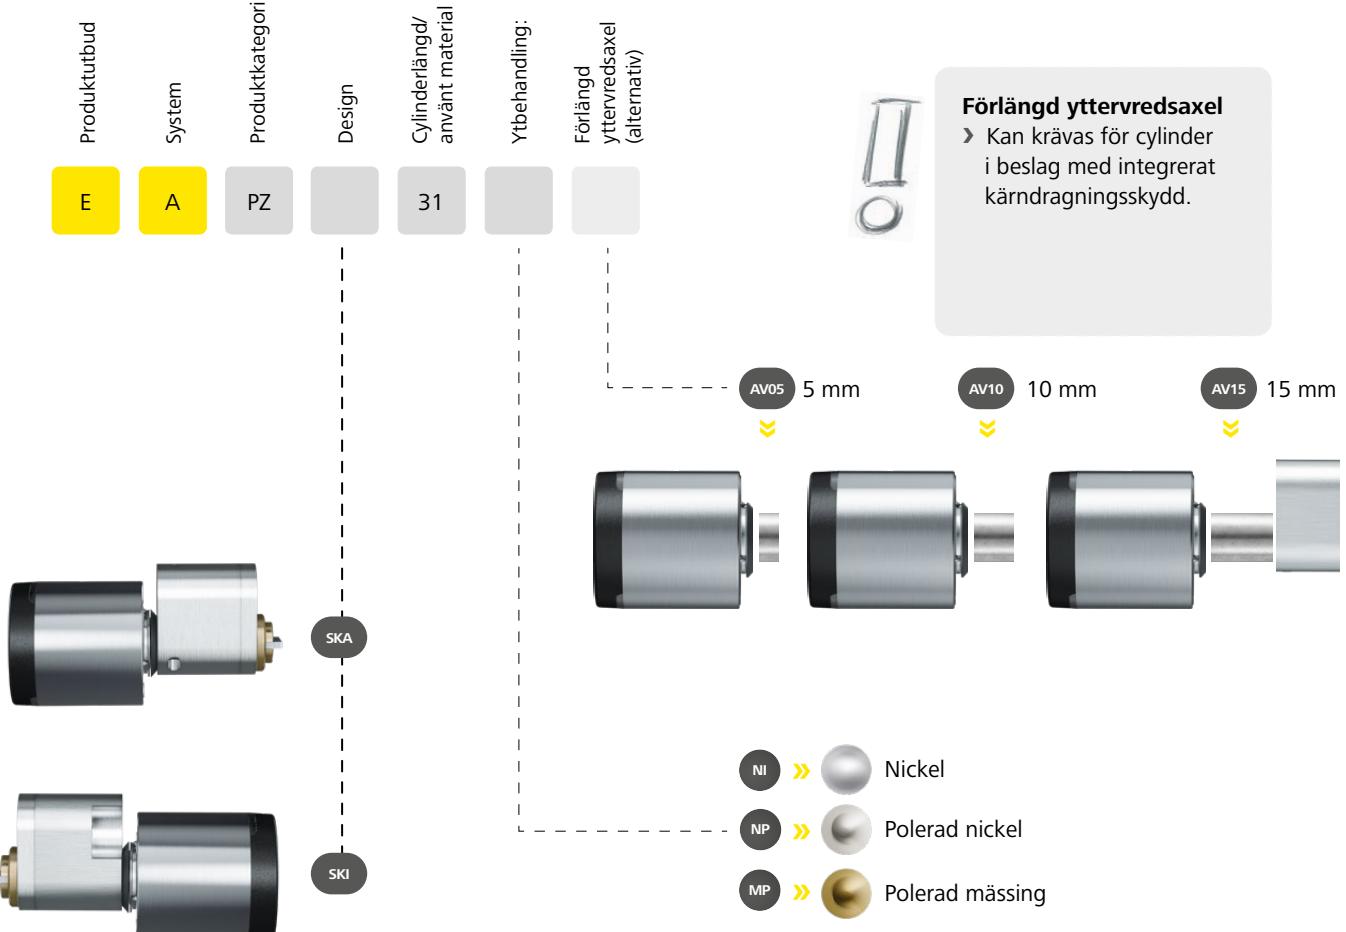 Produktutbud
System
Produktkategori
Design
Cylinderlängd/
använt material
Ytbehandling:
Förlängd
yttervredsaxel
(alternativ)
E
A
PZ
31
Förlängd yttervredsaxel
› Kan krävas för cylinder
i beslag med integrerat
kärndragningsskydd.
AV05 5 mm
AV10 10 mm
AV15 15 mm
SKA
SKI
NI » Nickel
NP » Polerad nickel
MP » Polerad mässing